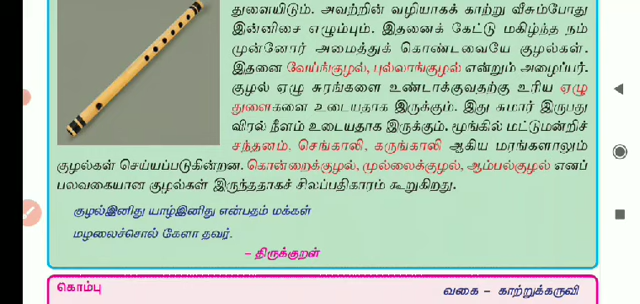 துளையிடும். அவற்றின் வழியாகக் காற்று வீசும்போது
இன்னிசை எழும்பும். இதனைக் கேட்டு மகிழ்ந்த நம்
முன்னோர் அமைத்துக் கொண்டவையே குழல்கள்.
இதனை வேய்ங்குழல், புல்லாங்குழல் என்றும் அழைப்பர்.
குழல் ஏழு சுரங்களை உண்டாக்குவதற்கு உரிய ஏழு
துளைகளை உடையதாக இருக்கும். இது சுமார் இருபது
விரல் நீளம் உடையதாக இருக்கும். மூங்கில் மட்டுமன்றிச்
சந்தனம், செங்காலி, கருங்காலி ஆகிய மரங்களாலும்
குழல்கள் செய்யப்படுகின்றன. கொன்றைக்குழல், முல்லைக்குழல், ஆம்பல்குழல் எனப்
பலவகையான குழல்கள் இருந்ததாகச் சிலப்பதிகாரம் கூறுகிறது.
குழல்இனிது யாழ்இனிது என்பதம் மக்கள்
மழலைச்சொல் கேளா தவர்.
– திருக்குறள்
கொம்பு
வகை – காற்றுக்கருவி